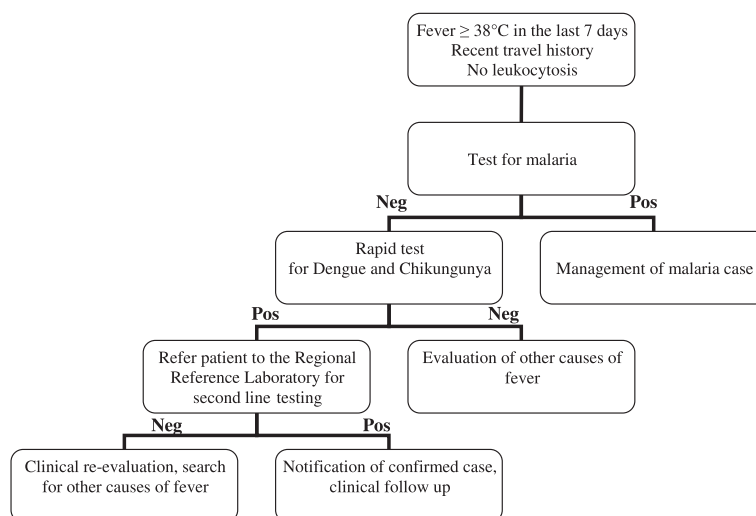 Fever ≥ 38°C in the last 7 days
Recent travel history
No leukocytosis
Test for malaria
Neg
Pos
Rapid test
for Dengue and Chikungunya
Management of malaria case
Pos
Neg
Refer patient to the Regional
Reference Laboratory for
second line testing
Evaluation of other causes of
fever
Neg
Pos
Clinical re-evaluation, search
for other causes of fever
Notification of confirmed case,
clinical follow up